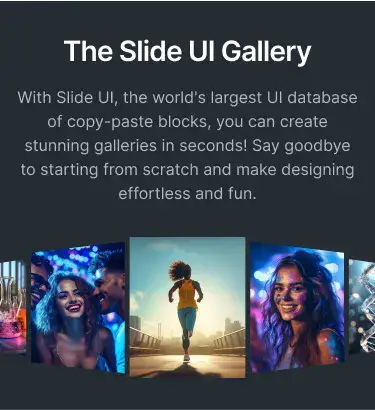 The Slide UI Gallery
With Slide UI, the world's largest UI database
of copy-paste blocks, you can create
stunning galleries in seconds! Say goodbye
to starting from scratch and make designing
effortless and fun.